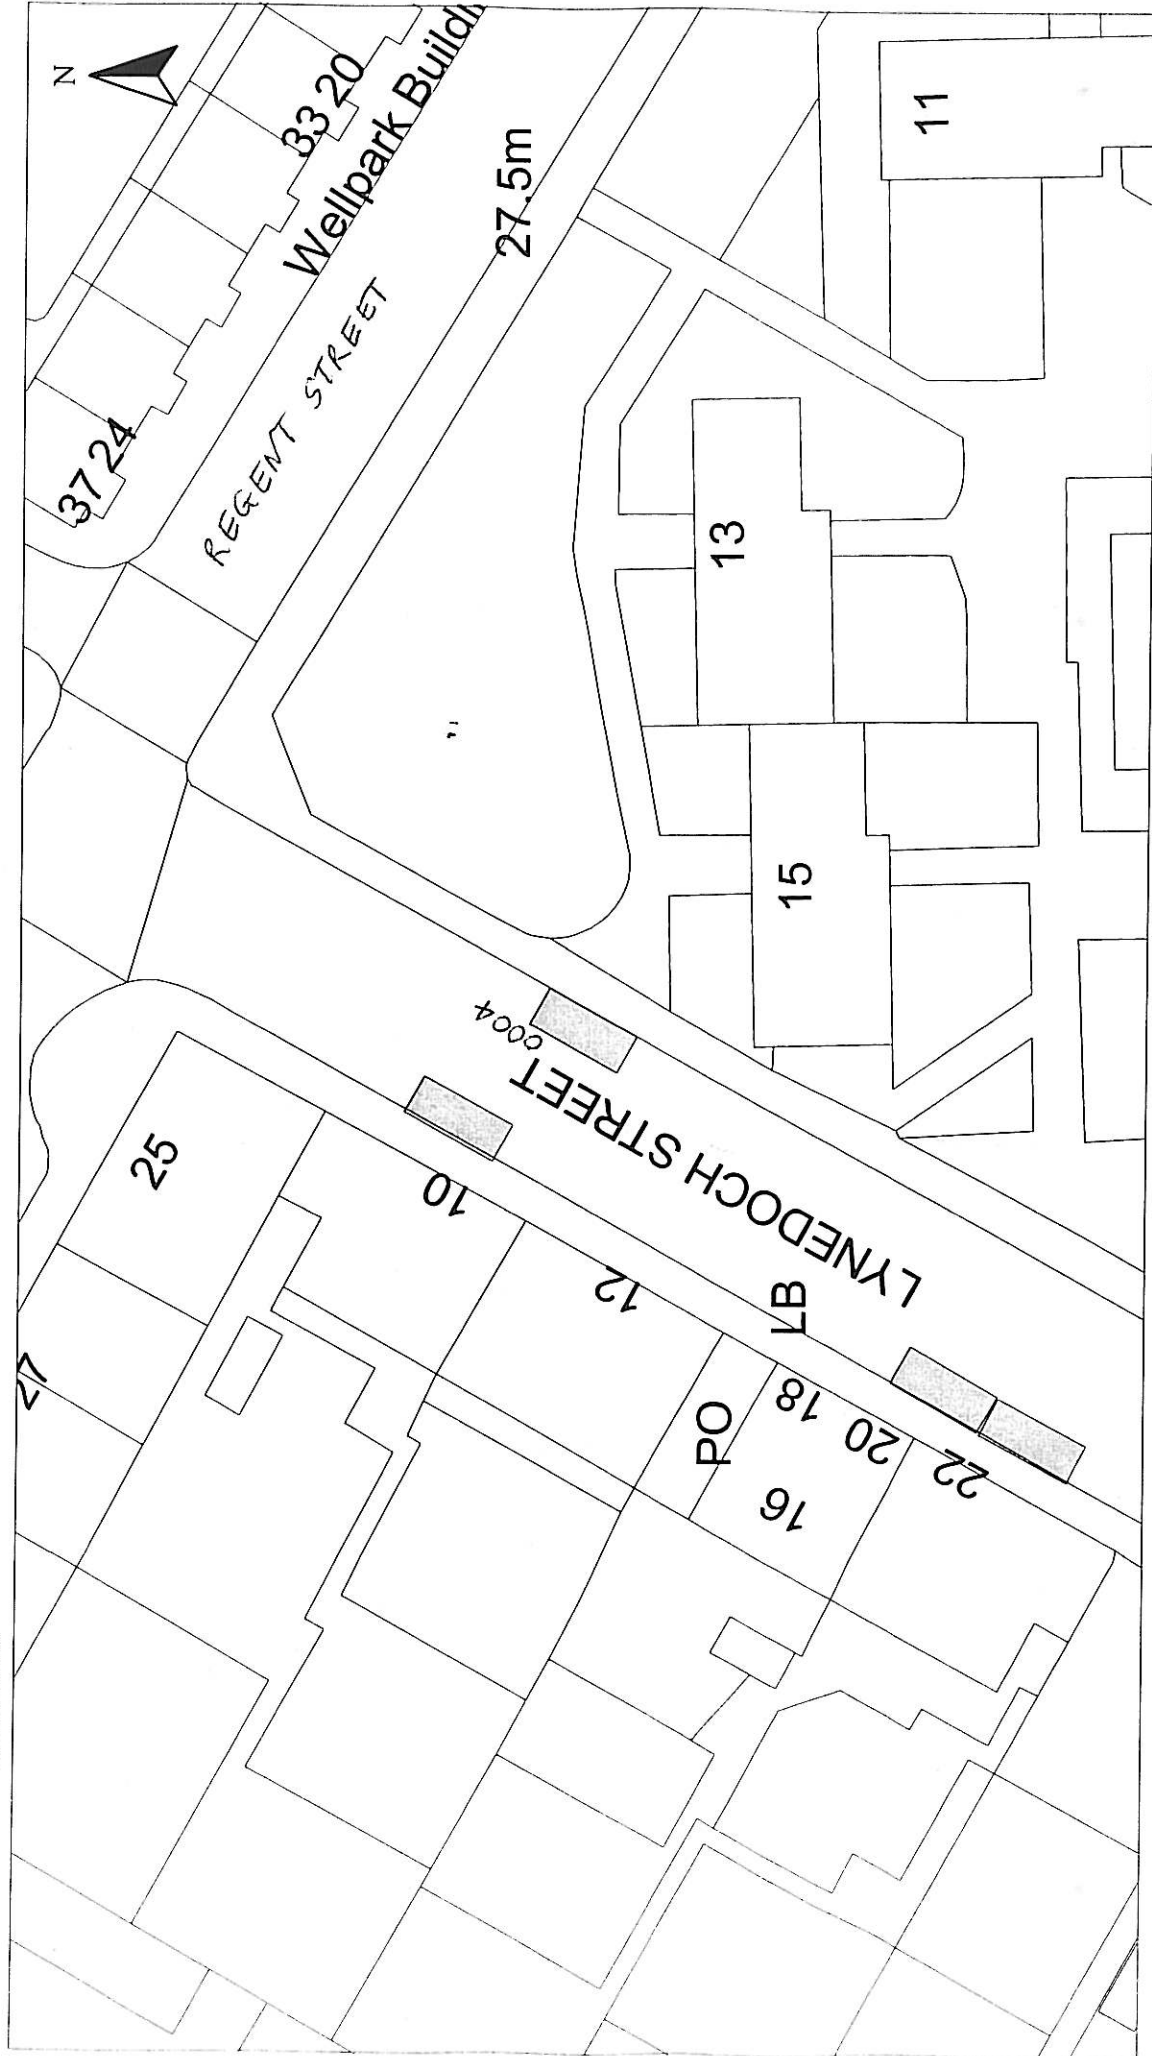 N
33 20
Wellpark Buildi
27.5m
11
37 24
REGENT STREET
13
15
0004
LYNEDOCH STREET
25
10
12
27
LB
PO
18
20
16
22